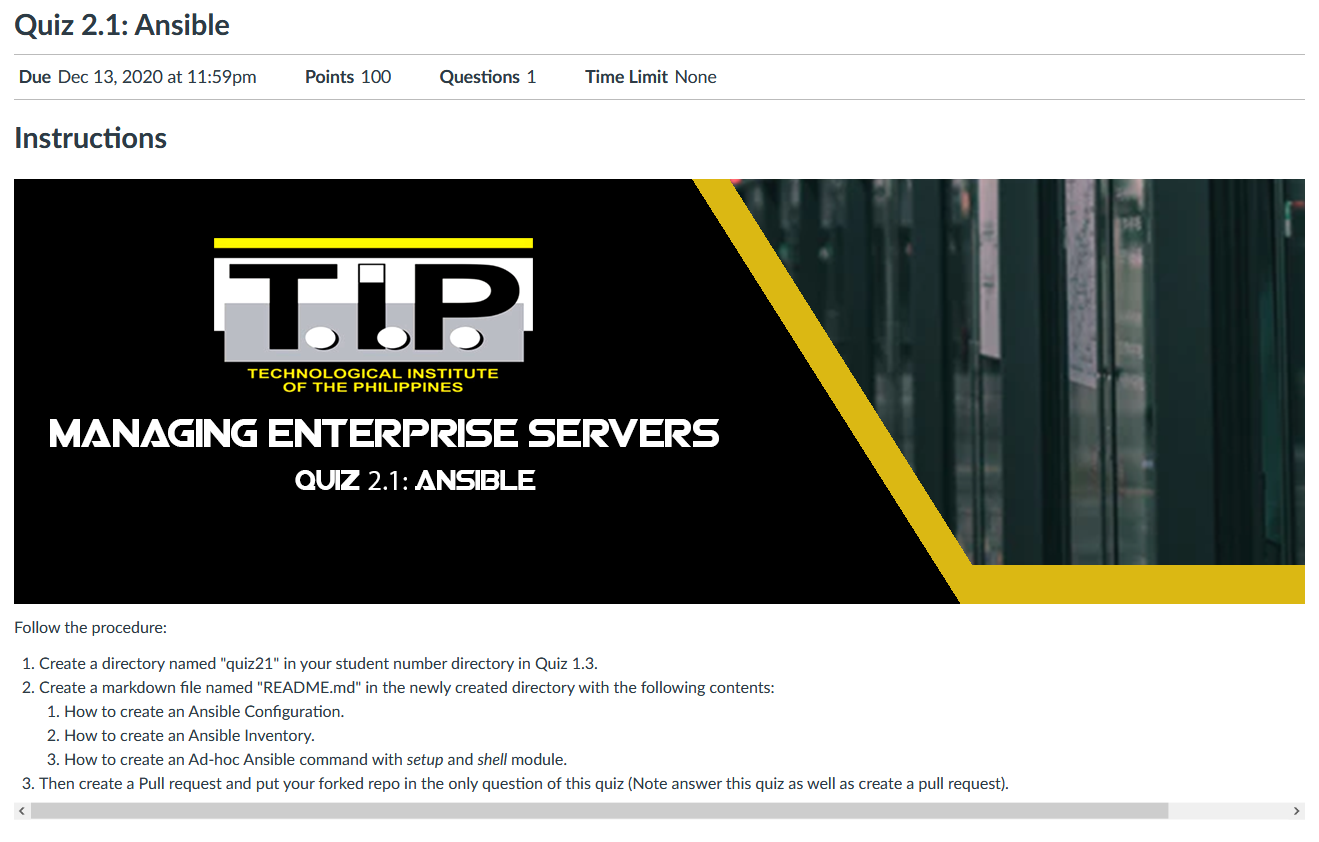 Quiz 2.1: Ansible
Due Dec 13, 2020 at 11:59pm Points 100 Questions 1 Time Limit None
Instructions
T.I.P.
TECHNOLOGICAL INSTITUTE
OF THE PHILIPPINES
MANAGING ENTERPRISE SERVERS
QUIZ 2.1: ANSIBLE
Follow the procedure:
1. Create a directory named "quiz21" in your student number directory in Quiz 1.3.
2. Create a markdown file named "README.md" in the newly created directory with the following contents:
1. How to create an Ansible Configuration.
2. How to create an Ansible Inventory.
3. How to create an Ad-hoc Ansible command with setup and shell module.
3. Then create a Pull request and put your forked repo in the only question of this quiz (Note answer this quiz as well as create a pull request).